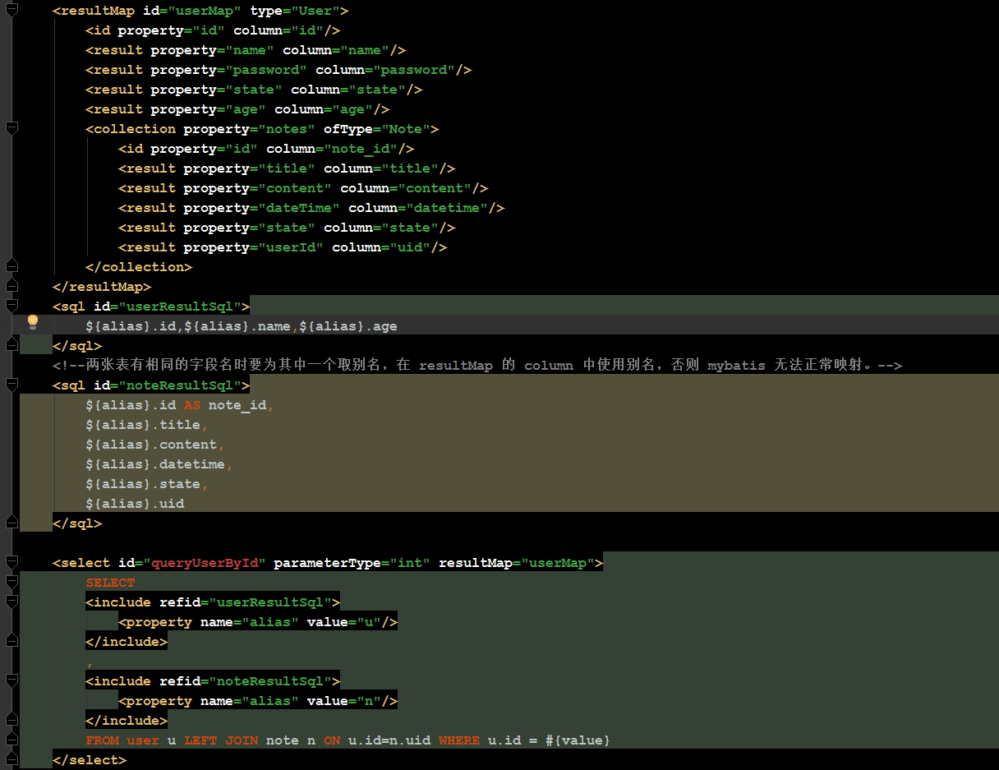 <resultMap id="userMap" type="User">
<id property="id" column="id"/>
<result property="name" column="name"/>
<result property="password" column="password"/>
<result property="state" column="state"/>
<result property="age" column="age"/>
<collection property="notes" ofType="Note">
<id property="id" column="note_id"/>
<result property="title" column="title"/>
<result property="content" column="content"/>
<result property="dateTime" column="datetime"/>
<result property="state" column="state"/>
<result property="userId" column="uid"/>
</collection>
</resultMap>
<sql id="userResultSql">
${alias}.id,${alias}.name,${alias}.age
</sql>
<!--两张表有相同的字段名时要为其中一个取别名，在 resultMap 的 column 中使用别名，否则 mybatis 无法正常映射。-->
<sql id="noteResultSql">
${alias}.id AS note_id,
${alias}.title,
${alias}.content,
${alias}.datetime,
${alias}.state,
${alias}.uid
</sql>
<select id="queryUserById" parameterType="int" resultMap="userMap">
SELECT
<include refid="userResultSql">
<property name="alias" value="u"/>
</include>
,
<include refid="noteResultSql">
<property name="alias" value="n"/>
</include>
FROM user u LEFT JOIN note n ON u.id=n.uid WHERE u.id = #{value}
</select>